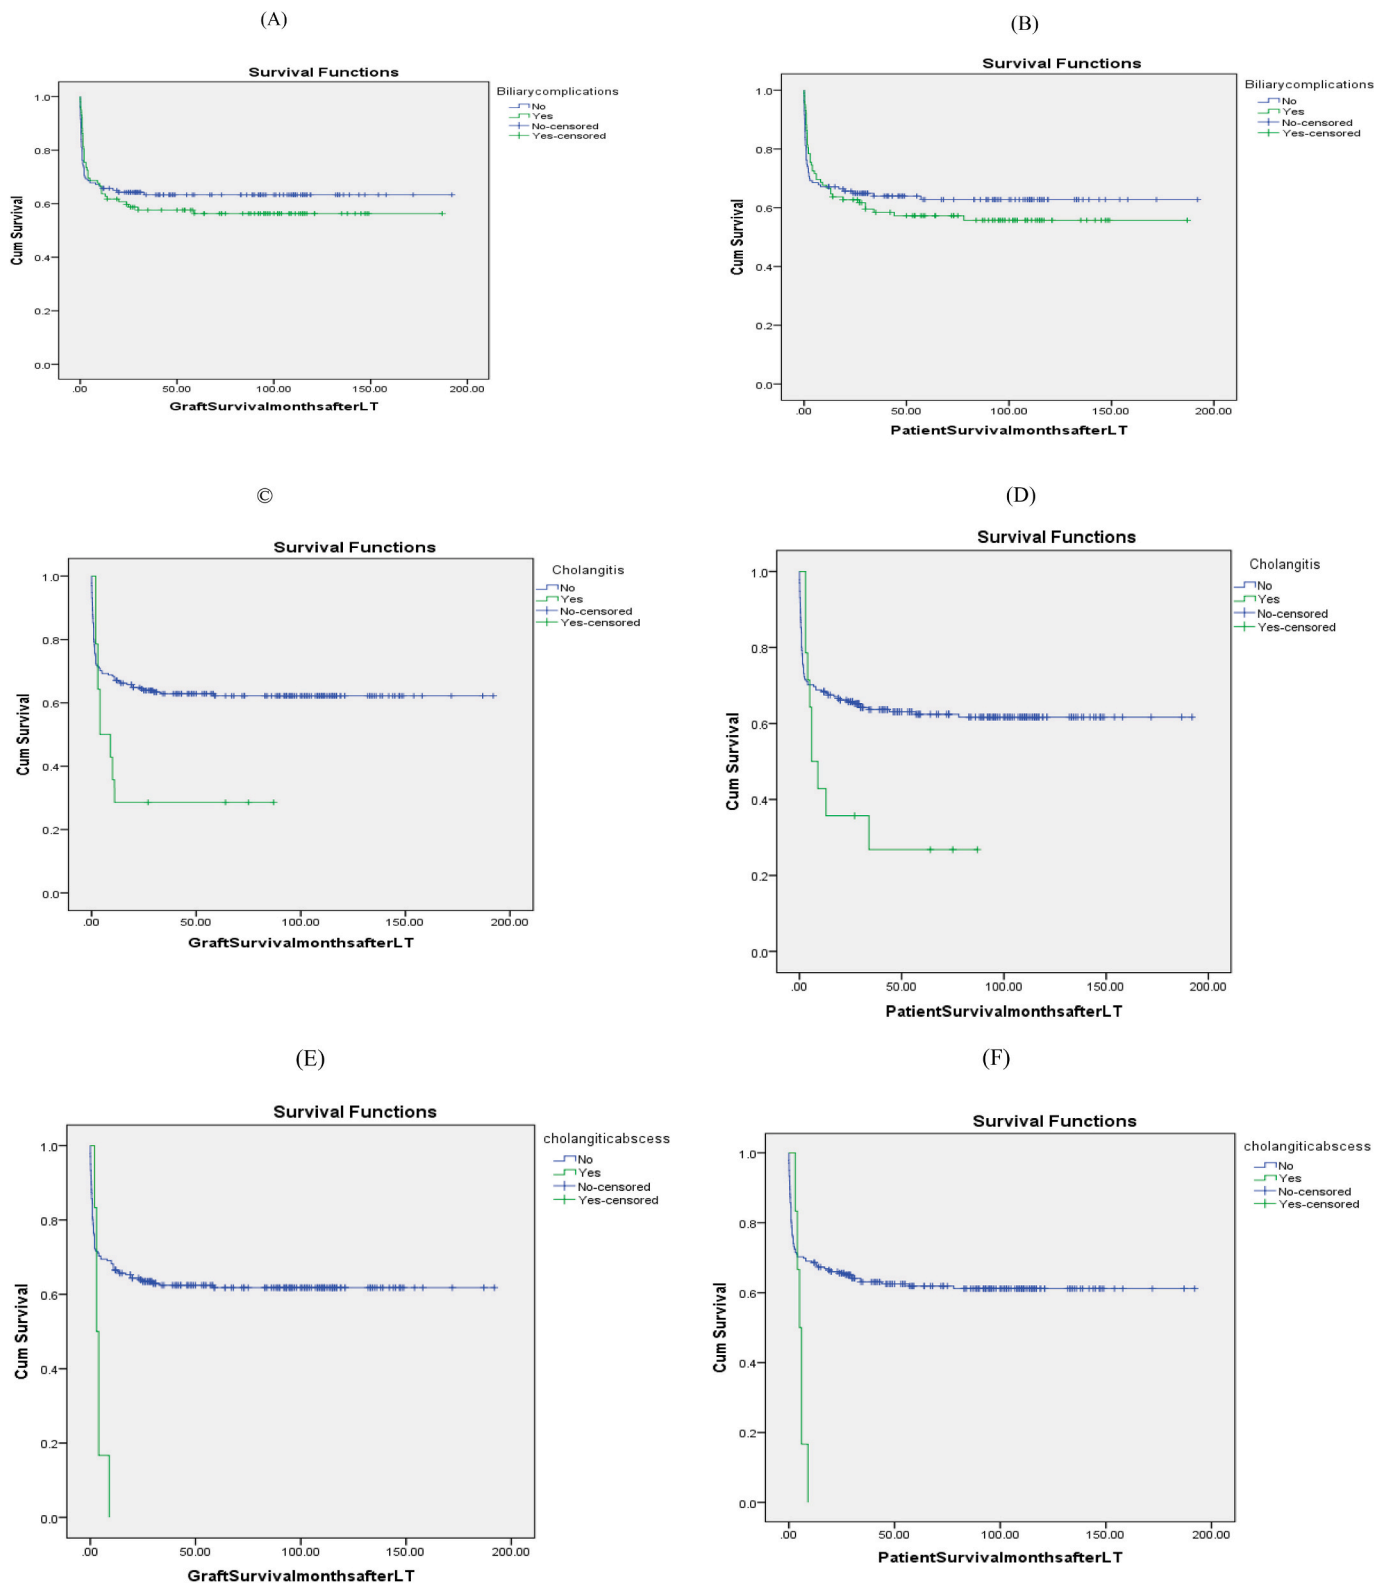 (A)
Survival Functions
Biliarycomplications
No
Yes
No-censored
Yes-censored
1.0
0.8
0.6
0.4
0.2
0.0
Cum Survival
.00 50.00 100.00 150.00 200.00
GraftSurvivalmonthsafterLT
(B)
Survival Functions
Biliarycomplications
No
Yes
No-censored
Yes-censored
1.0
0.8
0.6
0.4
0.2
0.0
Cum Survival
.00 50.00 100.00 150.00 200.00
PatientSurvivalmonthsafterLT
©
Survival Functions
Cholangitis
No
Yes
No-censored
Yes-censored
1.0
0.8
0.6
0.4
0.2
0.0
Cum Survival
.00 50.00 100.00 150.00 200.00
GraftSurvivalmonthsafterLT
(D)
Survival Functions
Cholangitis
No
Yes
No-censored
Yes-censored
1.0
0.8
0.6
0.4
0.2
0.0
Cum Survival
.00 50.00 100.00 150.00 200.00
PatientSurvivalmonthsafterLT
(E)
Survival Functions
cholangiticabscess
No
Yes
No-censored
Yes-censored
1.0
0.8
0.6
0.4
0.2
0.0
Cum Survival
.00 50.00 100.00 150.00 200.00
GraftSurvivalmonthsafterLT
(F)
Survival Functions
cholangiticabscess
No
Yes
No-censored
Yes-censored
1.0
0.8
0.6
0.4
0.2
0.0
Cum Survival
.00 50.00 100.00 150.00 200.00
PatientSurvivalmonthsafterLT